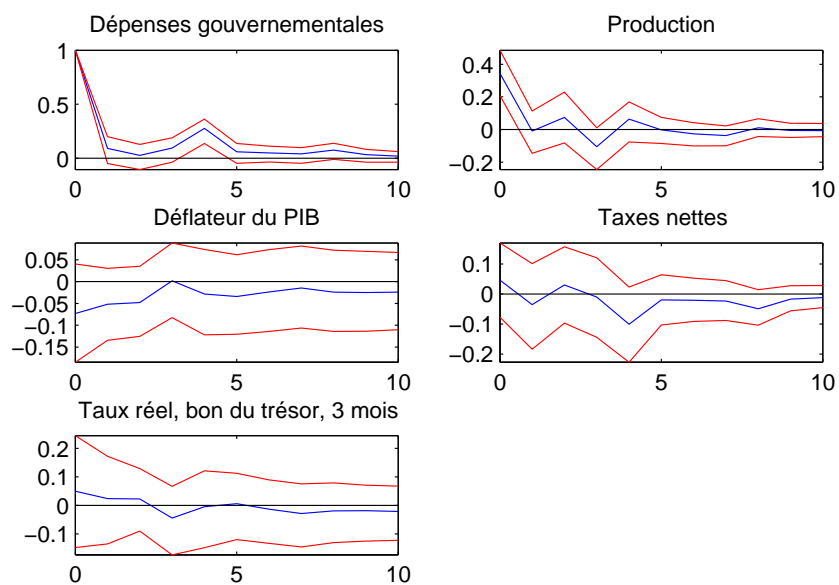 Dépenses gouvernementales
1
0.5
0
0 5 10
Production
0.4
0.2
0
−0.2
0 5 10
Déflateur du PIB
0.05
0
−0.05
−0.1
−0.15
0 5 10
Taxes nettes
0.1
0
−0.1
−0.2
0 5 10
Taux réel, bon du trésor, 3 mois
0.2
0.1
0
−0.1
0 5 10